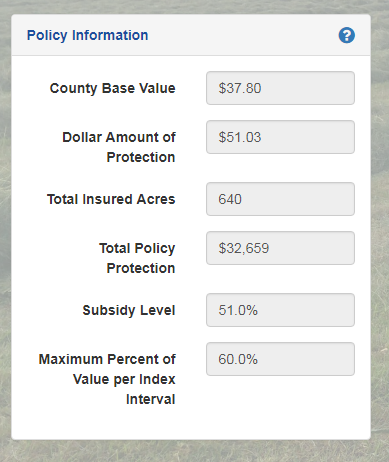 Policy Information
County Base Value
$37.80
Dollar Amount of
Protection
$51.03
Total Insured Acres
640
Total Policy
Protection
$32,659
Subsidy Level
51.0%
Maximum Percent of
Value per Index
Interval
60.0%